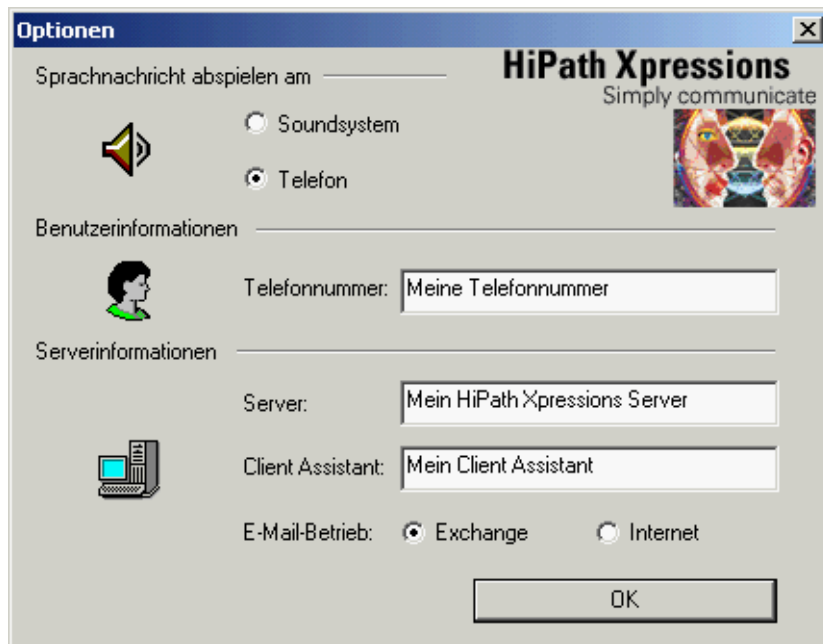 Optionen
HiPath Xpressions
Simply communicate
Sprachnachricht abspielen am
Soundsystem
Telefon
Benutzerinformationen
Telefonnummer: Meine Telefonnummer
Serverinformationen
Server: Mein HiPath Xpressions Server
Client Assistant: Mein Client Assistant
E-Mail-Betrieb: Exchange Internet
OK